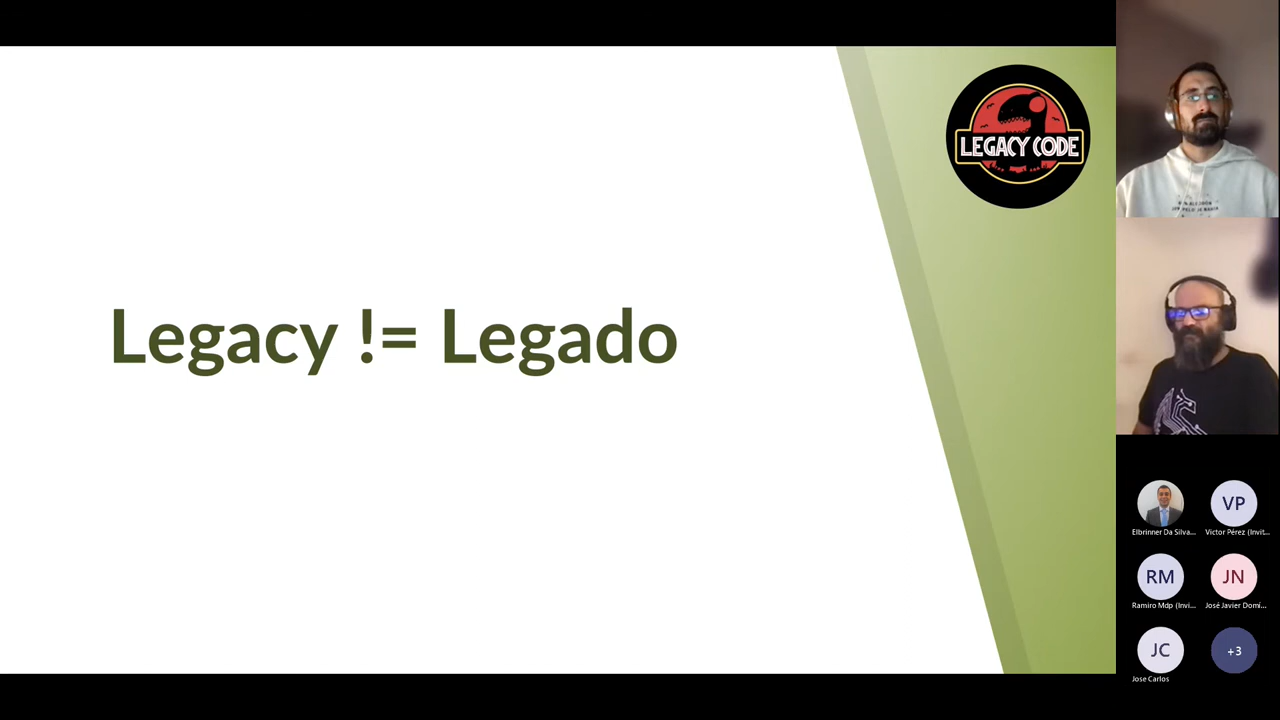 LEGACY CODE
Legacy != Legado
Elbrinner Da Silva...
VP
Victor Pérez (Invit...
RM
Ramiro Mdp (Invi...
JN
José Javier Domí...
JC
Jose Carlos
+3